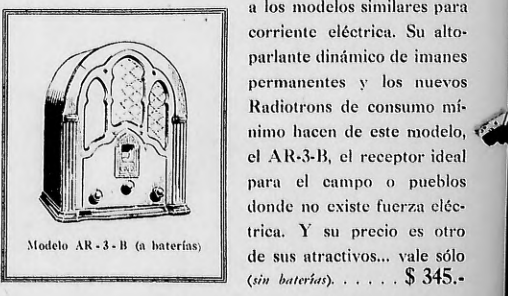 a los modelos similares para
corriente eléctrica. Su alto-
parlante dinámico de imanes
permanentes y los nuevos
Radiotrons de consumo mí-
nimo hacen de este modelo,
el AR-3-B, el receptor ideal
para el campo o pueblos
donde no existe fuerza eléc-
trica. Y su precio es otro
de sus atractivos... vale sólo
(sin baterías). . . . . . $ 345.-
Modelo AR - 3 - B (a baterías)